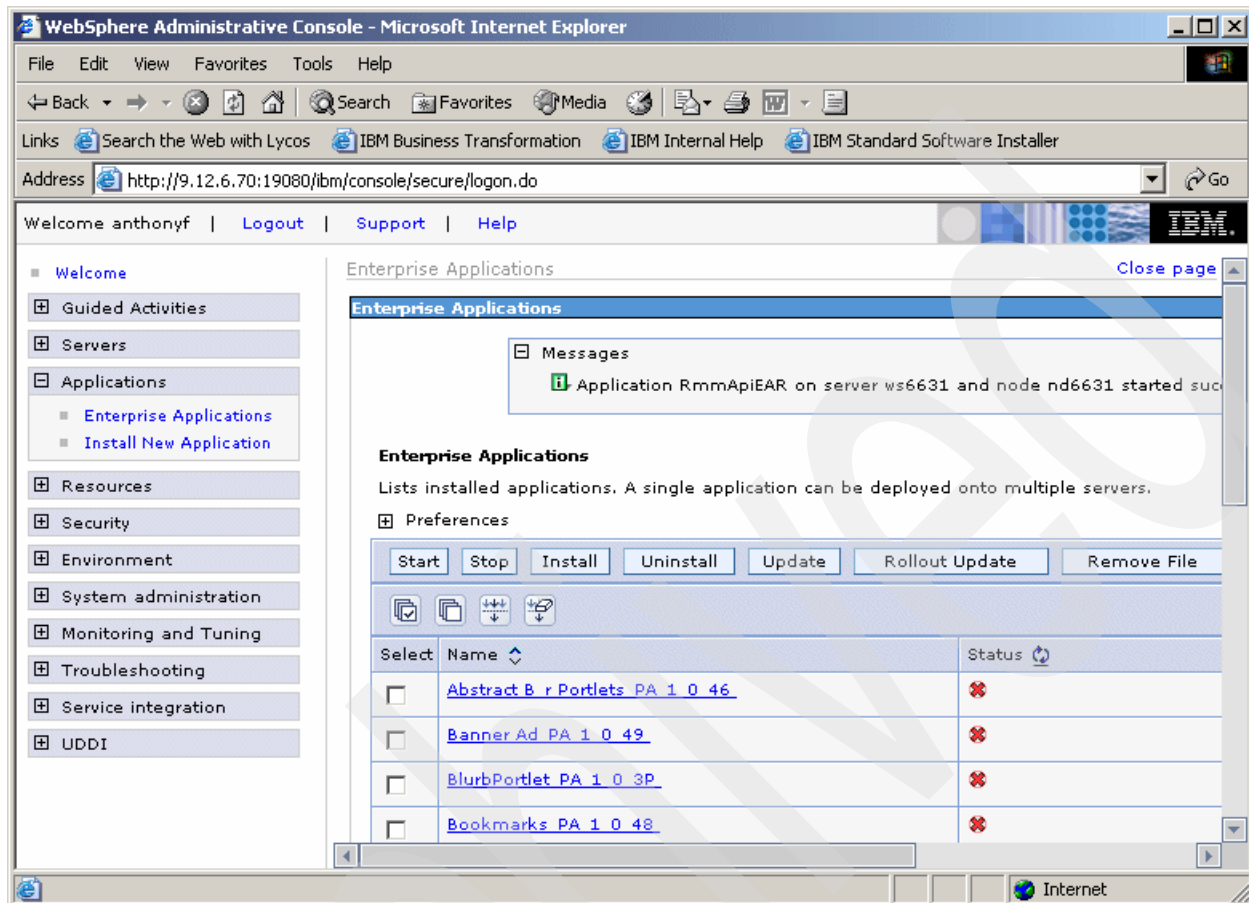 WebSphere Administrative Console - Microsoft Internet Explorer
File Edit View Favorites Tools Help
Back Search Favorites Media
Links Search the Web with Lycos IBM Business Transformation IBM Internal Help IBM Standard Software Installer
Address http://9.12.6.70:19080/ibm/console/secure/logon.do Go
Welcome anthonyf | Logout | Support | Help IBM.
Welcome
Guided Activities
Servers
Applications
Enterprise Applications
Install New Application
Resources
Security
Environment
System administration
Monitoring and Tuning
Troubleshooting
Service integration
UDDI
Enterprise Applications Close page
Enterprise Applications
Messages
Application RmmApiEAR on server ws6631 and node nd6631 started suc
Enterprise Applications
Lists installed applications. A single application can be deployed onto multiple servers.
Preferences
Start Stop Install Uninstall Update Rollout Update Remove File
Select Name Status
Abstract B r Portlets PA 1 0 46
Banner Ad PA 1 0 49
BlurbPortlet PA 1 0 3P
Bookmarks PA 1 0 48
Internet